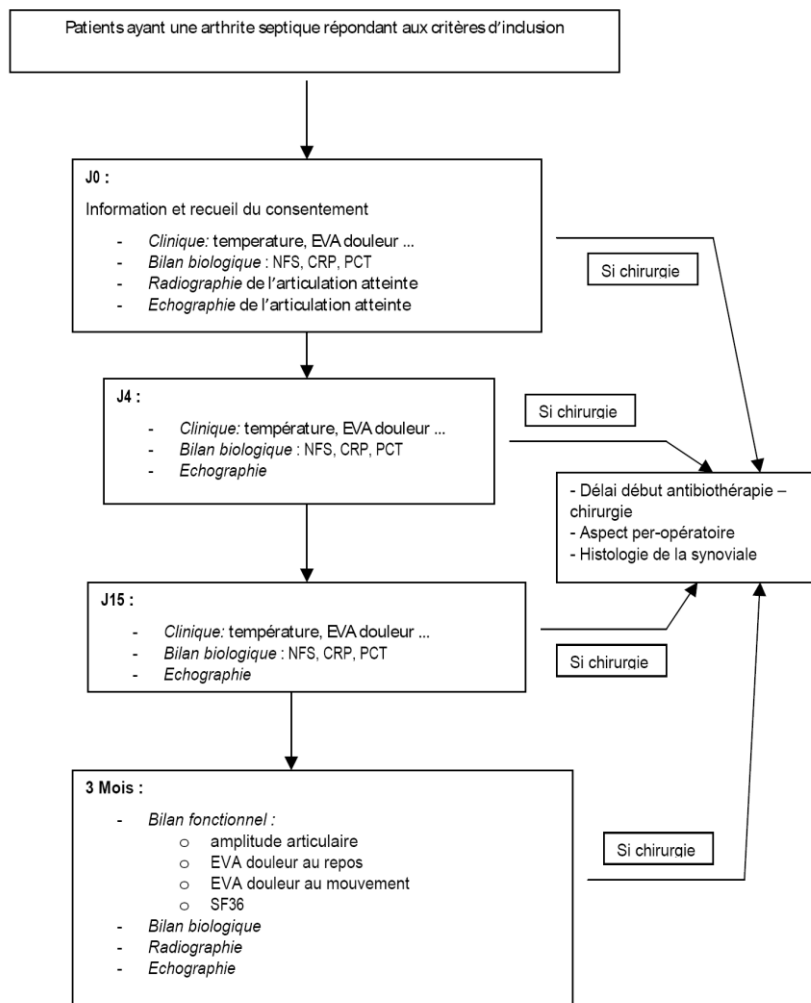 Patients ayant une arthrite septique répondant aux critères d'inclusion
J0 :
Information et recueil du consentement
- Clinique: temperature, EVA douleur ...
- Bilan biologique : NFS, CRP, PCT
- Radiographie de l'articulation atteinte
- Echographie de l'articulation atteinte
Si chirurgie
J4 :
- Clinique: température, EVA douleur ...
- Bilan biologique : NFS, CRP, PCT
- Echographie
Si chirurgie
- Délai début antibiothérapie –
chirurgie
- Aspect per-opératoire
- Histologie de la synoviale
J15 :
- Clinique: température, EVA douleur ...
- Bilan biologique : NFS, CRP, PCT
- Echographie
Si chirurgie
3 Mois :
- Bilan fonctionnel :
o amplitude articulaire
o EVA douleur au repos
o EVA douleur au mouvement
o SF36
- Bilan biologique
- Radiographie
- Echographie
Si chirurgie